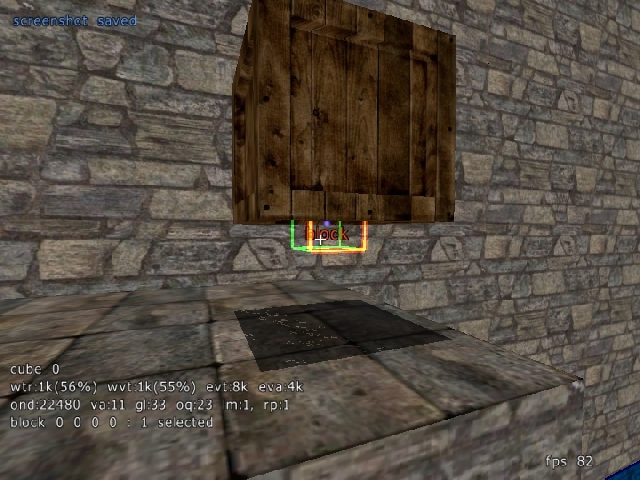 screenshot saved
block
cube 0
wtr:1k(56%) wvt:1k(55%) evt:8k eva:4k
ond:22480 va:11 gl:33 oq:23 m:1, rp:1
block 0 0 0 0 : 1 selected
fps 82